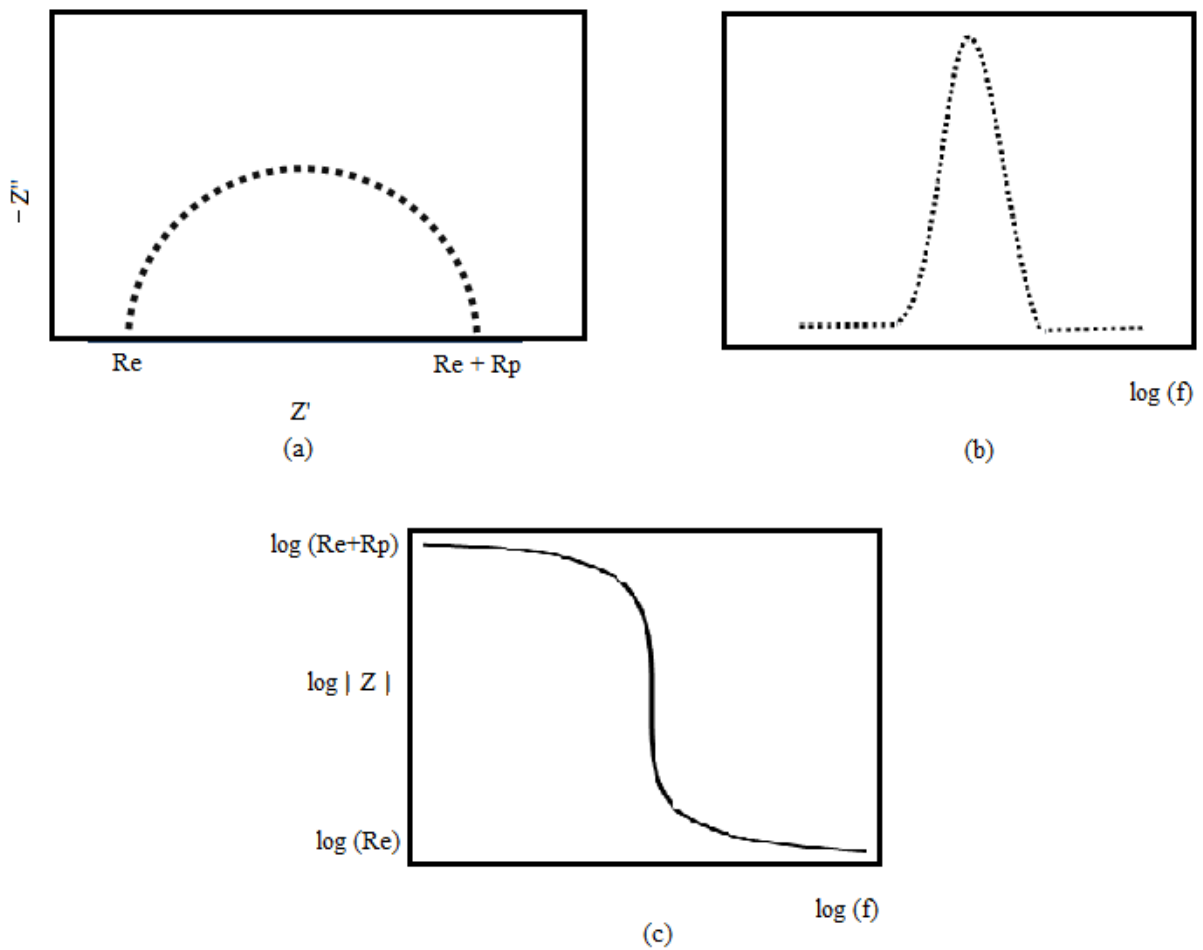 – Z"
Re
Re + Rp
Z'
(a)
log (f)
(b)
log (Re+Rp)
log | Z |
log (Re)
log (f)
(c)